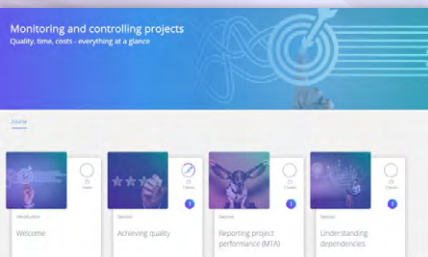 Monitoring and controlling projects
Quality, time, costs - everything at a glance
Introduction
Welcome
Session
Achieving quality
Session
Reporting project
performance (MTA)
Session
Understanding
dependencies